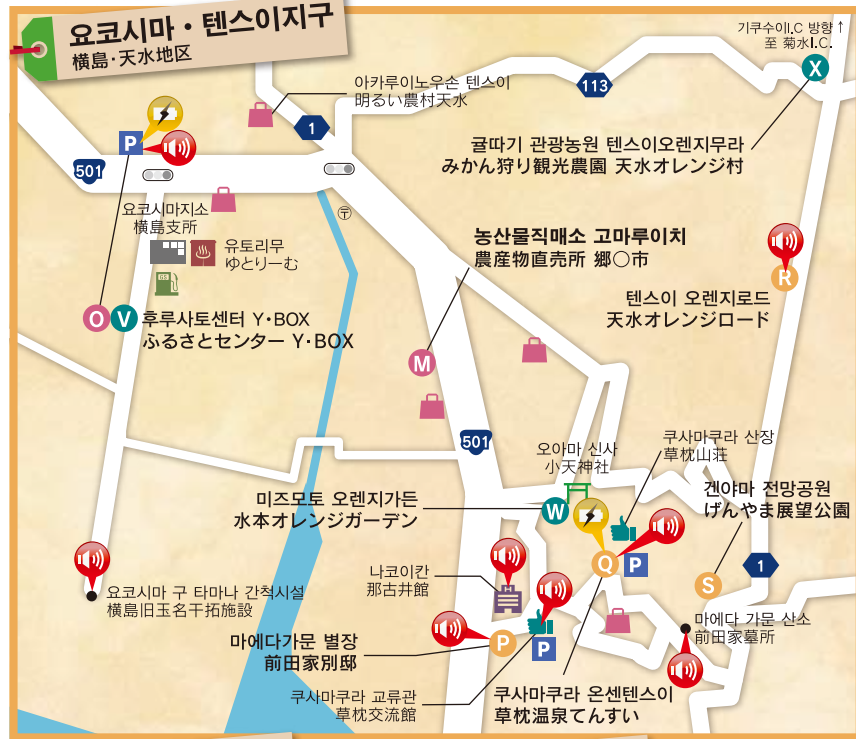 요코시마・텐스이지구
横島･天水地区
기쿠수이I.C 방향↑
至 菊水I.C.
X
113
아카루이노우손 텐스이
明るい農村天水
1
P
501
귤따기 관광농원 텐스이오렌지무라
みかん狩り観光農園 天水オレンジ村
요코시마지소
横島支所
〒
유토리무
ゆとりーむ
농산물직매소 고마루이치
農産物直売所 郷○市
R
텐스이 오렌지로드
天水オレンジロード
O V 후루사토센터 Y･BOX
ふるさとセンター Y･BOX
M
501
오아마 신사
小天神社
쿠사마쿠라 산장
草枕山荘
겐야마 전망공원
げんやま展望公園
미즈모토 오렌지가든
水本オレンジガーデン
W
Q P
S
1
나코이칸
那古井館
요코시마 구 타마나 간척시설
横島旧玉名干拓施設
마에다 가문 산소
前田家墓所
마에다가문 별장
前田家別邸
P
P
쿠사마쿠라 교류관
草枕交流館
쿠사마쿠라 온센텐스이
草枕温泉てんすい